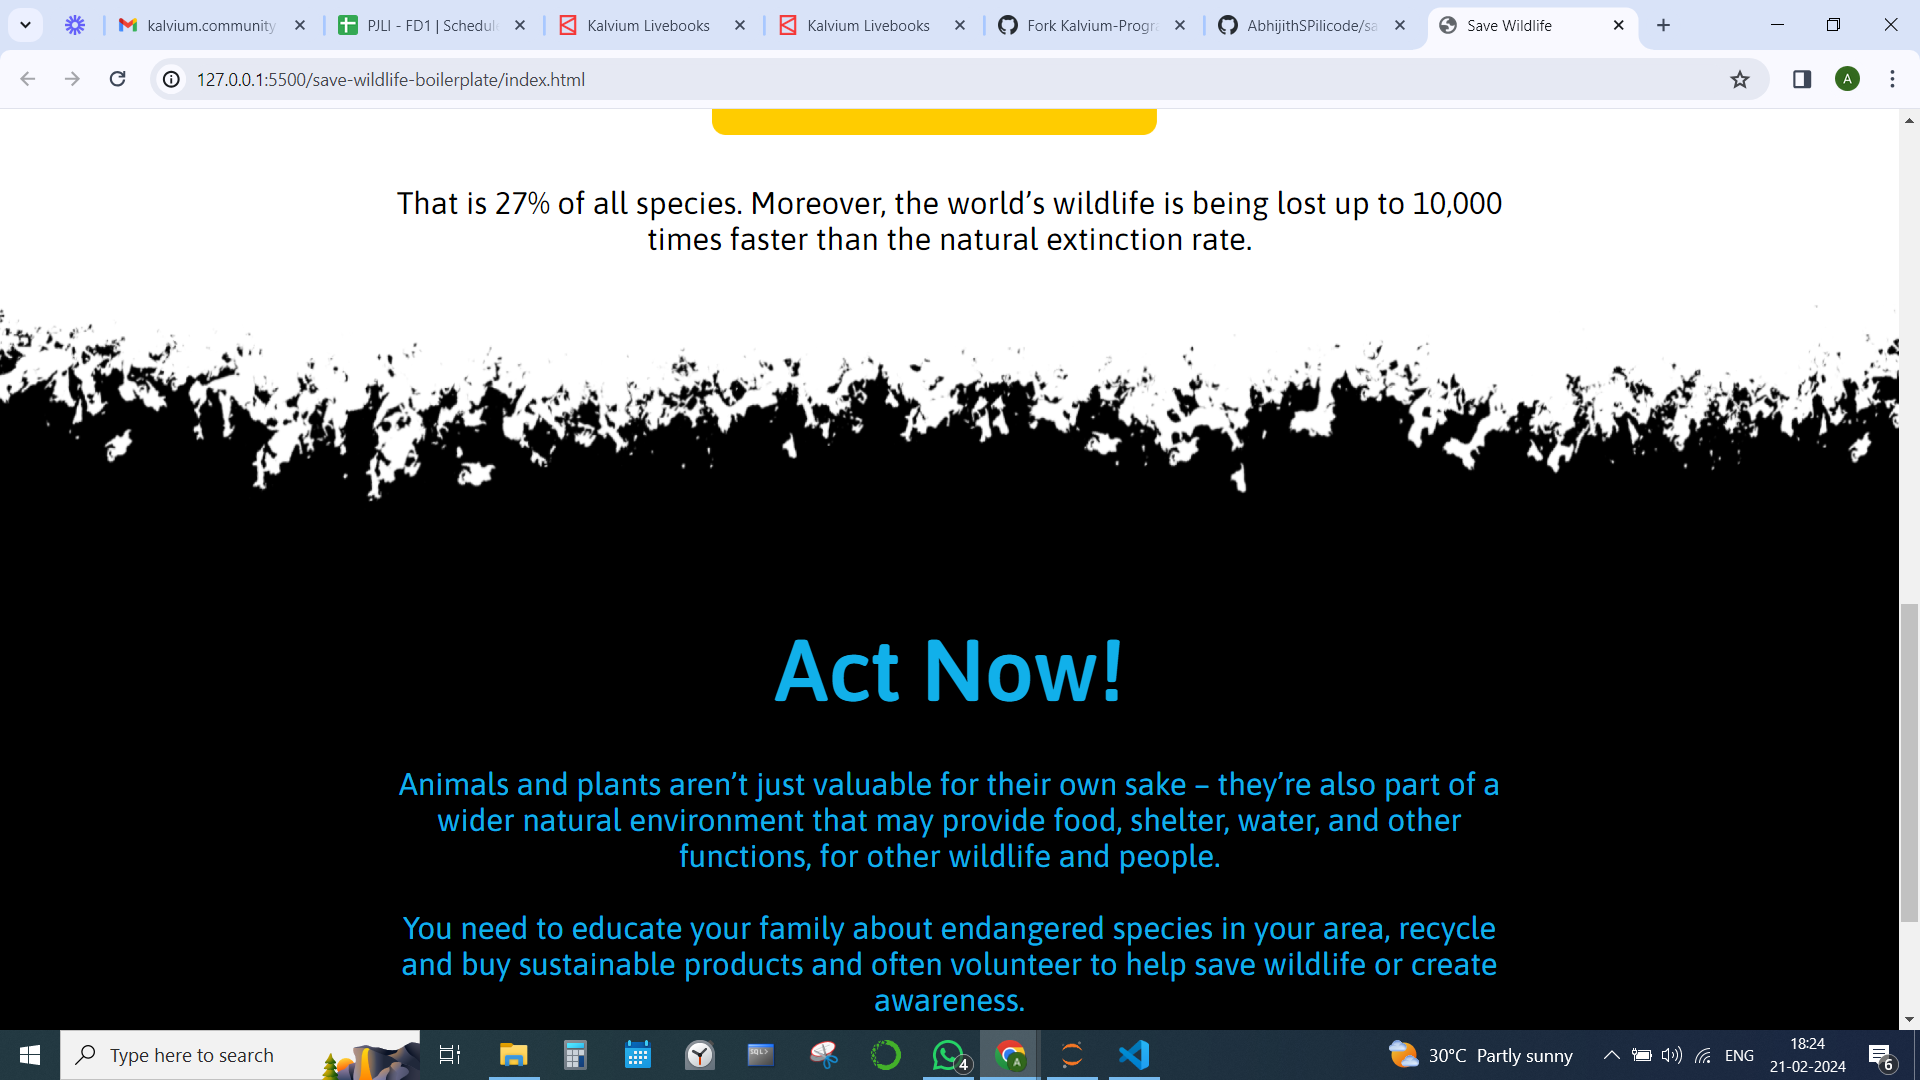 kalvium.community
PJLI - FD1 | Schedul
Kalvium Livebooks
Kalvium Livebooks
Fork Kalvium-Progra
AbhijithSPilicode/sa
Save Wildlife
127.0.0.1:5500/save-wildlife-boilerplate/index.html
A
That is 27% of all species. Moreover, the world’s wildlife is being lost up to 10,000
times faster than the natural extinction rate.
Act Now!
Animals and plants aren’t just valuable for their own sake – they’re also part of a
wider natural environment that may provide food, shelter, water, and other
functions, for other wildlife and people.
You need to educate your family about endangered species in your area, recycle
and buy sustainable products and often volunteer to help save wildlife or create
awareness.
Type here to search
SQL>
4
A
30°C Partly sunny
ENG
18:24
21-02-2024
6